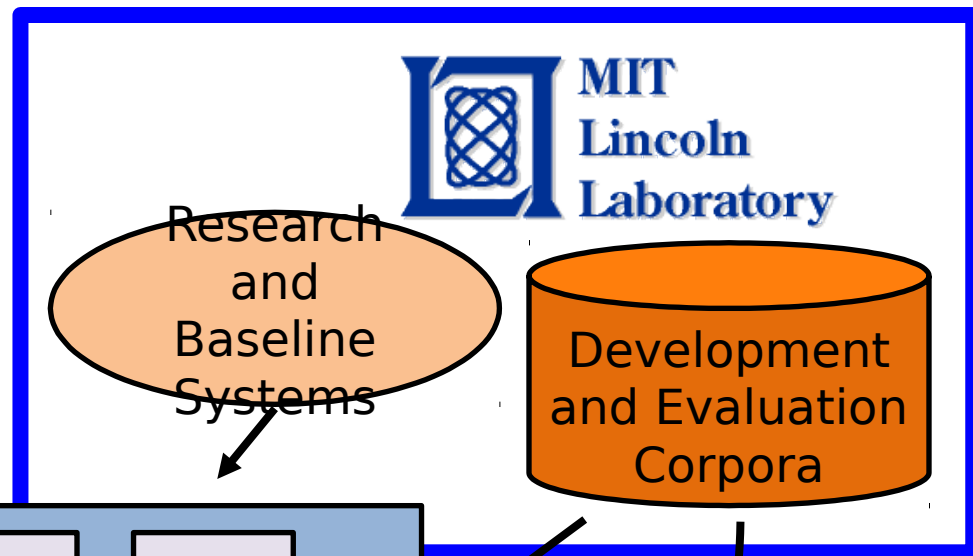 MIT
Lincoln
Laboratory
Research
and
Baseline
Systems
Development
and Evaluation
Corpora